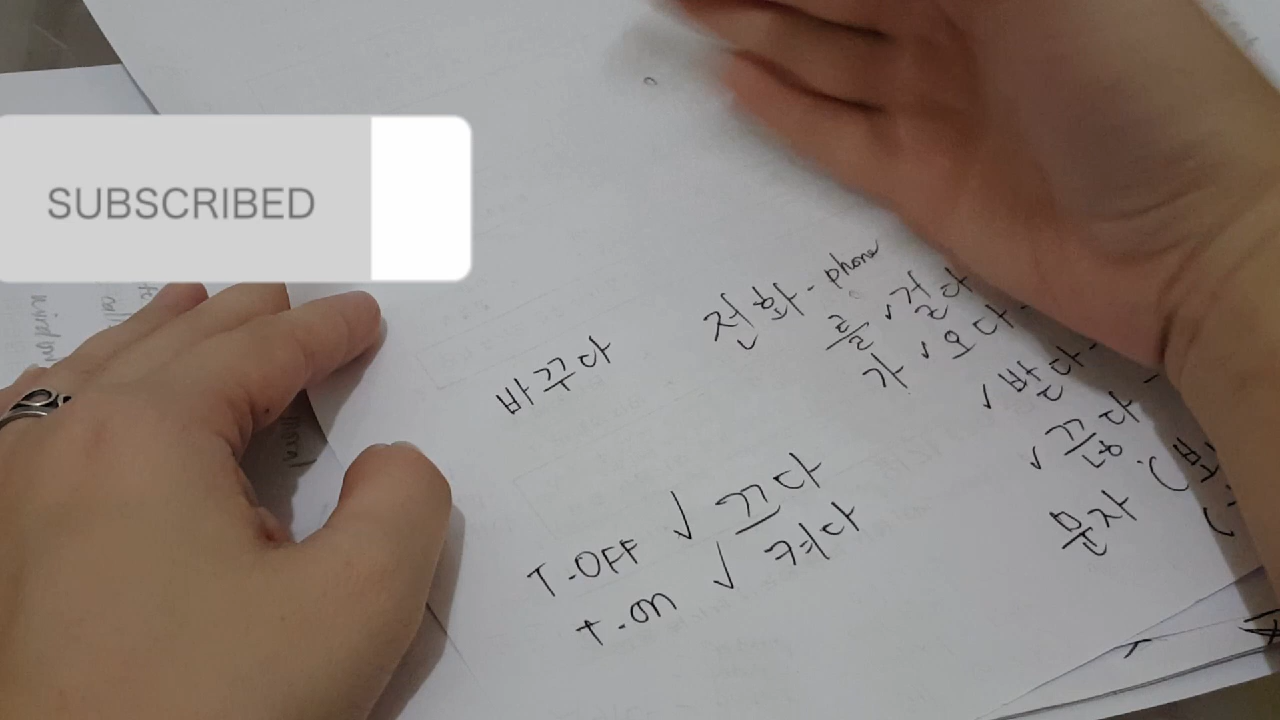 SUBSCRIBED
전화 - phone
를 ✓ 걸다
가 ✓ 오다 -
✓ 받다 -
✓ 끊다 -
문자
바꾸다
T-OFF ✓ 끄다
T-on ✓ 켜다